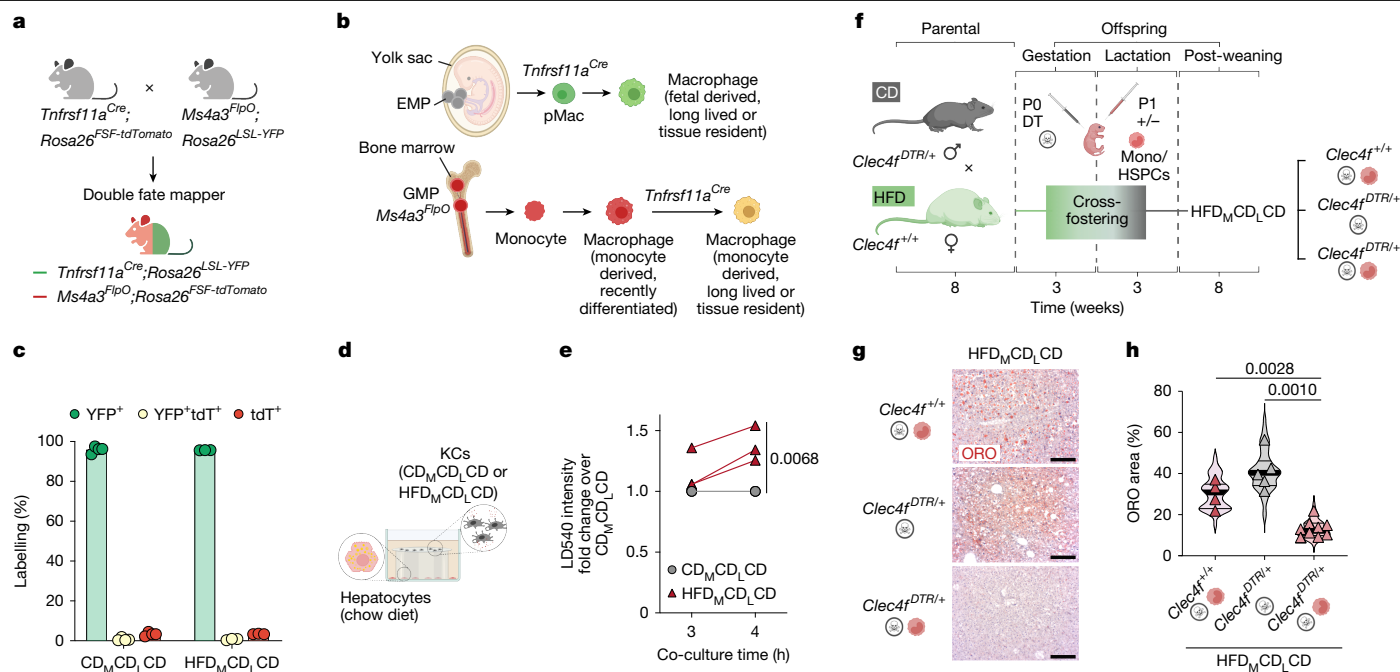 a
Tnfrsf11a^Cre;
Rosa26^FSF-tdTomato
×
Ms4a3^FlpO;
Rosa26^LSL-YFP
Double fate mapper
Tnfrsf11a^Cre;Rosa26^LSL-YFP
Ms4a3^FlpO;Rosa26^FSF-tdTomato
b
Yolk sac
EMP
Tnfrsf11a^Cre
pMac
Macrophage
(fetal derived,
long lived or
tissue resident)
Bone marrow
GMP
Ms4a3^FlpO
Monocyte
Macrophage
(monocyte
derived,
recently
differentiated)
Tnfrsf11a^Cre
Macrophage
(monocyte
derived,
long lived or
tissue resident)
c
YFP+
YFP+tdT+
tdT+
Labelling (%)
100
80
60
40
20
0
CD_MCD_LCD
HFD_MCD_LCD
d
KCs
(CD_MCD_LCD or
HFD_MCD_LCD)
Hepatocytes
(chow diet)
e
LD540 intensity
fold change over
CD_MCD_LCD
1.5
1.0
0.5
0
0.0068
CD_MCD_LCD
HFD_MCD_LCD
3
4
Co-culture time (h)
f
Parental
Offspring
Gestation
Lactation
Post-weaning
CD
Clec4f^DTR/+
♂
×
HFD
Clec4f^+/+
♀
P0
DT
P1
+/−
Mono/
HSPCs
Cross-
fostering
HFD_MCD_LCD
Clec4f^+/+
Clec4f^DTR/+
Clec4f^DTR/+
8
3
3
8
Time (weeks)
g
HFD_MCD_LCD
Clec4f^+/+
ORO
Clec4f^DTR/+
Clec4f^DTR/+
h
0.0028
0.0010
ORO area (%)
80
60
40
20
0
Clec4f^+/+
Clec4f^DTR/+
Clec4f^DTR/+
HFD_MCD_LCD